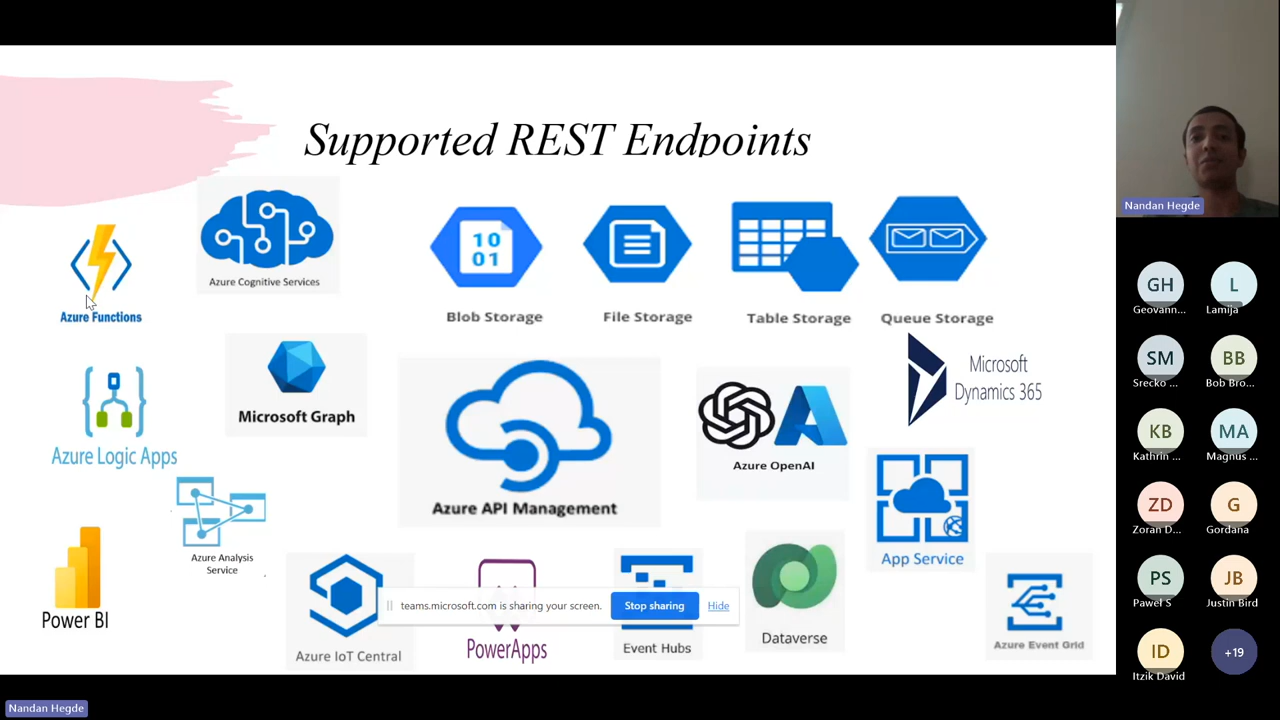 Supported REST Endpoints
Azure Functions
Azure Cognitive Services
10
01
Blob Storage
File Storage
Table Storage
Queue Storage
Azure Logic Apps
Microsoft Graph
Azure API Management
Azure OpenAI
Microsoft
Dynamics 365
Azure Analysis
Service
App Service
Power BI
Azure IoT Central
PowerApps
Event Hubs
Dataverse
Azure Event Grid
teams.microsoft.com is sharing your screen.
Stop sharing
Hide
Nandan Hegde
GH
Geovann...
L
Lamija
SM
Srecko ...
BB
Bob Bro...
KB
Kathrin ...
MA
Magnus ...
ZD
Zoran D...
G
Gordana
PS
Paweł S
JB
Justin Bird
ID
Itzik David
+19
Nandan Hegde